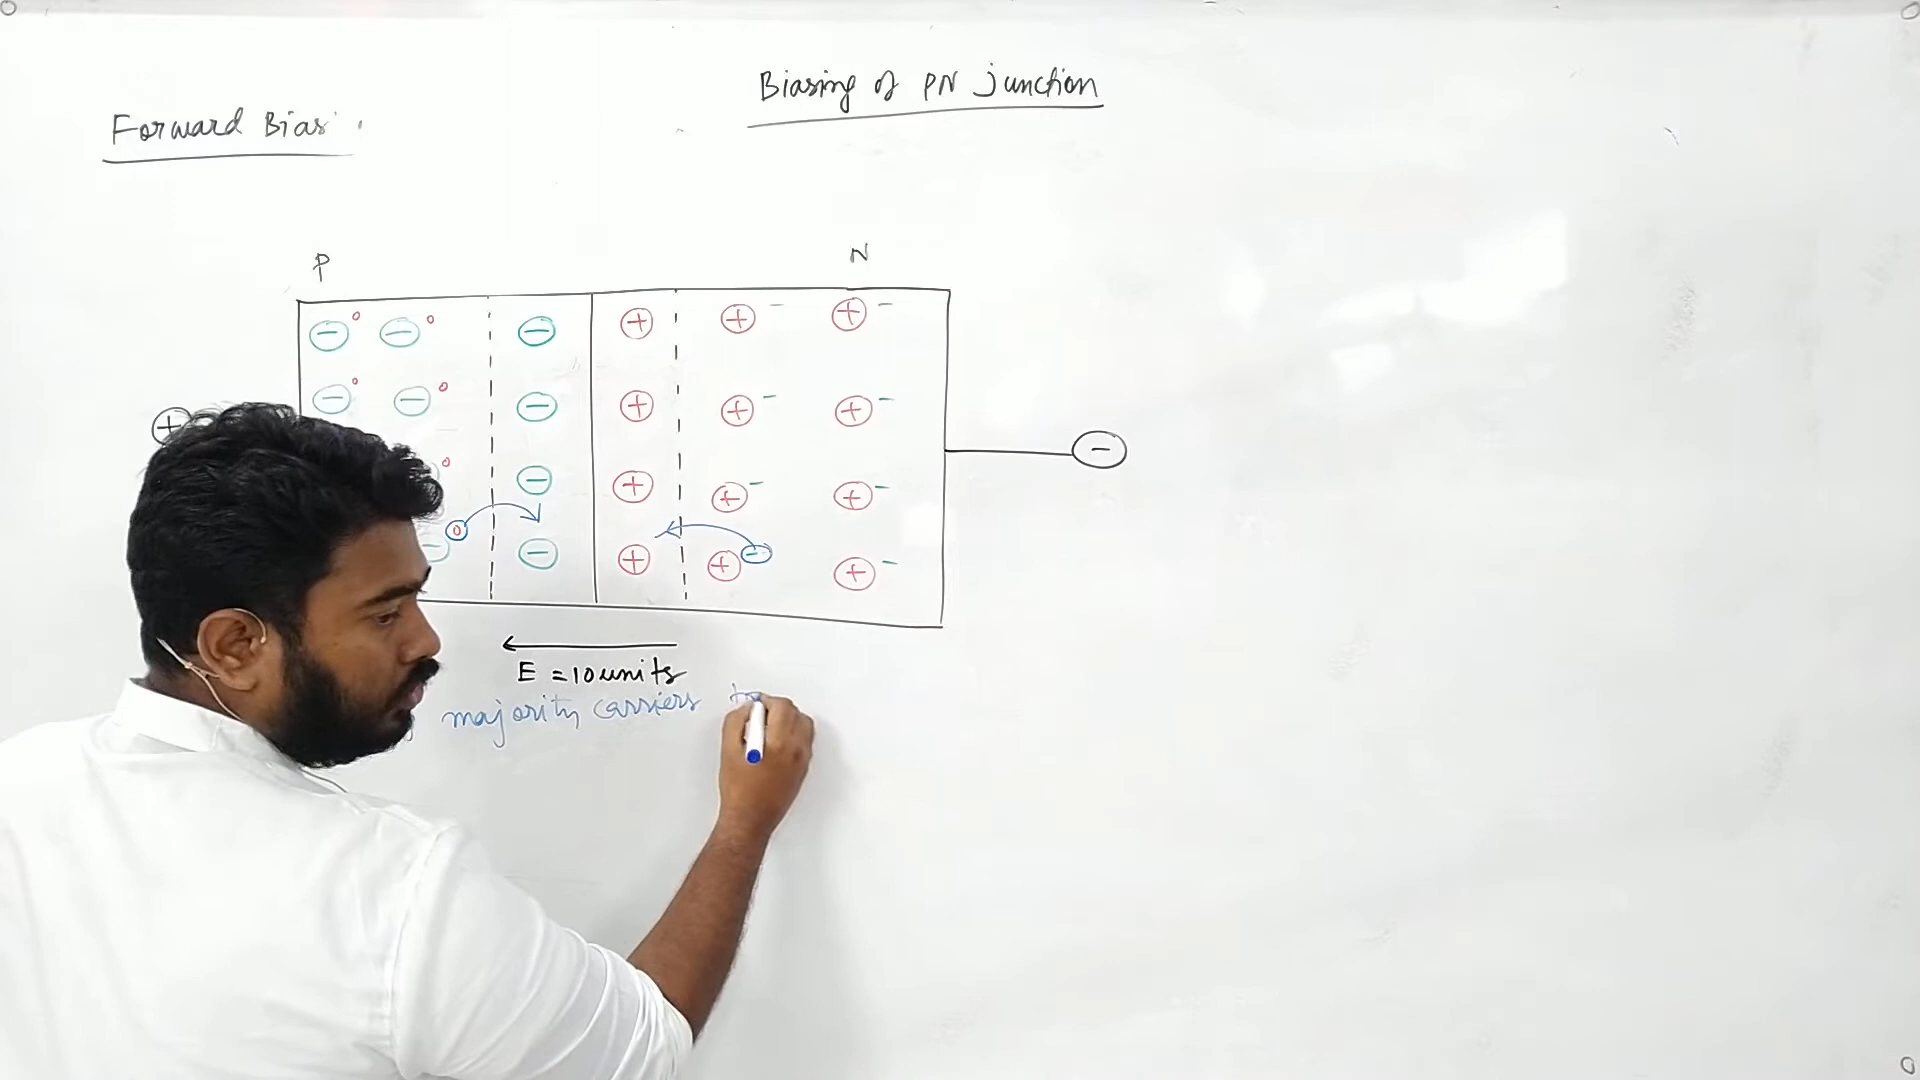 Biasing of PN junction
Forward Bias
P
N
E = 10 units
majority carriers